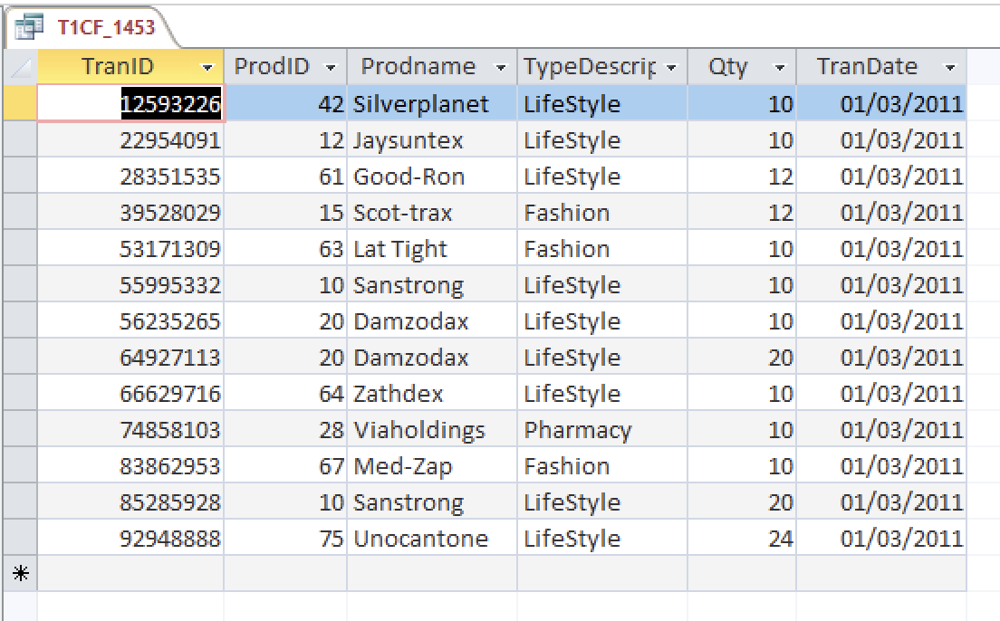 T1CF_1453
TranID ProdID Prodname TypeDescrip Qty TranDate
12593226 42 Silverplanet LifeStyle 10 01/03/2011
22954091 12 Jaysuntex LifeStyle 10 01/03/2011
28351535 61 Good-Ron LifeStyle 12 01/03/2011
39528029 15 Scot-trax Fashion 12 01/03/2011
53171309 63 Lat Tight Fashion 10 01/03/2011
55995332 10 Sanstrong LifeStyle 10 01/03/2011
56235265 20 Damzodax LifeStyle 10 01/03/2011
64927113 20 Damzodax LifeStyle 20 01/03/2011
66629716 64 Zathdex LifeStyle 10 01/03/2011
74858103 28 Viaholdings Pharmacy 10 01/03/2011
83862953 67 Med-Zap Fashion 10 01/03/2011
85285928 10 Sanstrong LifeStyle 20 01/03/2011
92948888 75 Unocantone LifeStyle 24 01/03/2011